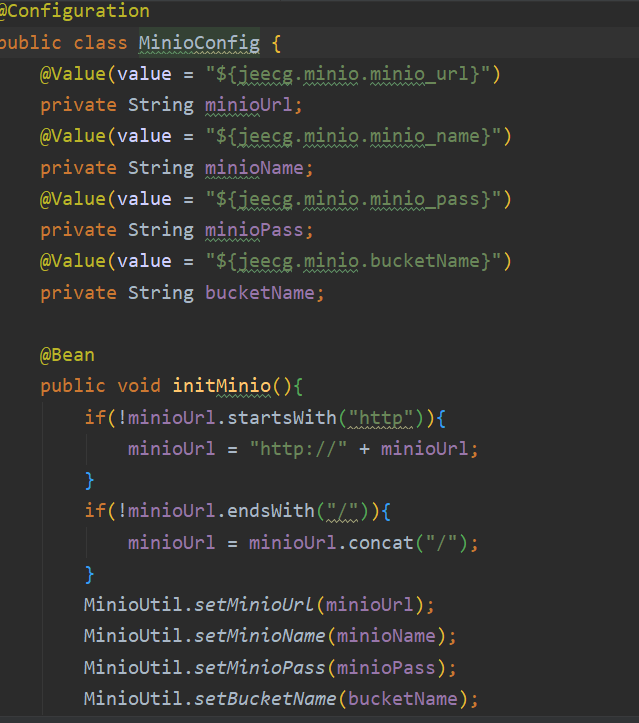 @Configuration
public class MinioConfig {
@Value(value = "${jeecg.minio.minio_url}")
private String minioUrl;
@Value(value = "${jeecg.minio.minio_name}")
private String minioName;
@Value(value = "${jeecg.minio.minio_pass}")
private String minioPass;
@Value(value = "${jeecg.minio.bucketName}")
private String bucketName;
@Bean
public void initMinio(){
if(!minioUrl.startsWith("http")){
minioUrl = "http://" + minioUrl;
}
if(!minioUrl.endsWith("/")){
minioUrl = minioUrl.concat("/");
}
MinioUtil.setMinioUrl(minioUrl);
MinioUtil.setMinioName(minioName);
MinioUtil.setMinioPass(minioPass);
MinioUtil.setBucketName(bucketName);